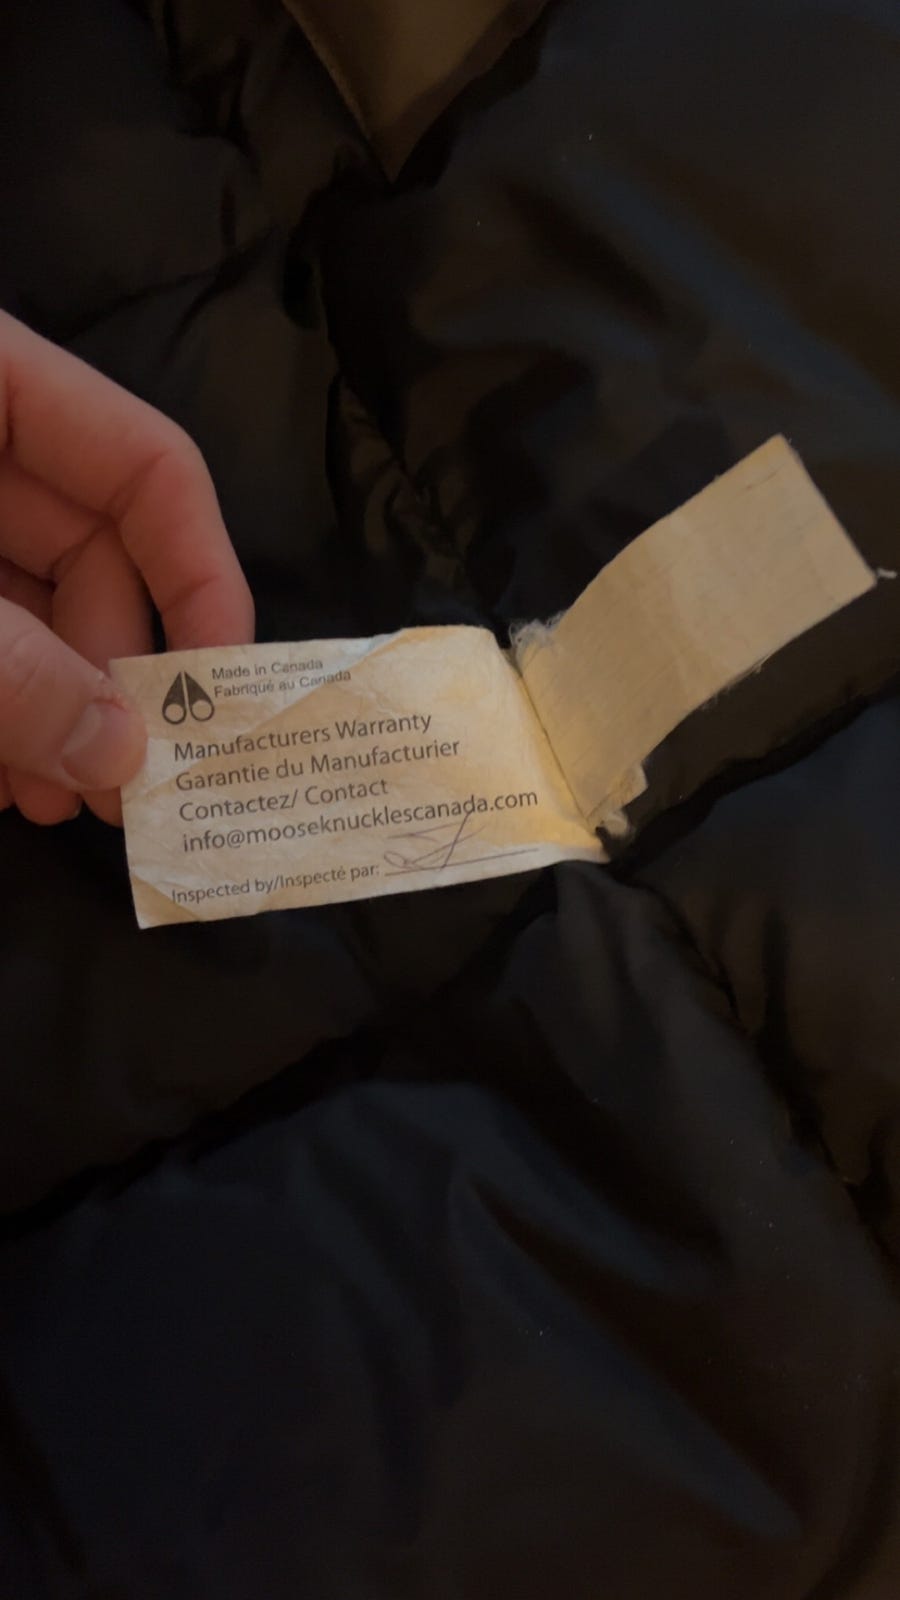 Made in Canada
Fabriqué au Canada
Manufacturers Warranty
Garantie du Manufacturier
Contactez/ Contact
info@mooseknucklescanada.com
Inspected by/Inspecté par: